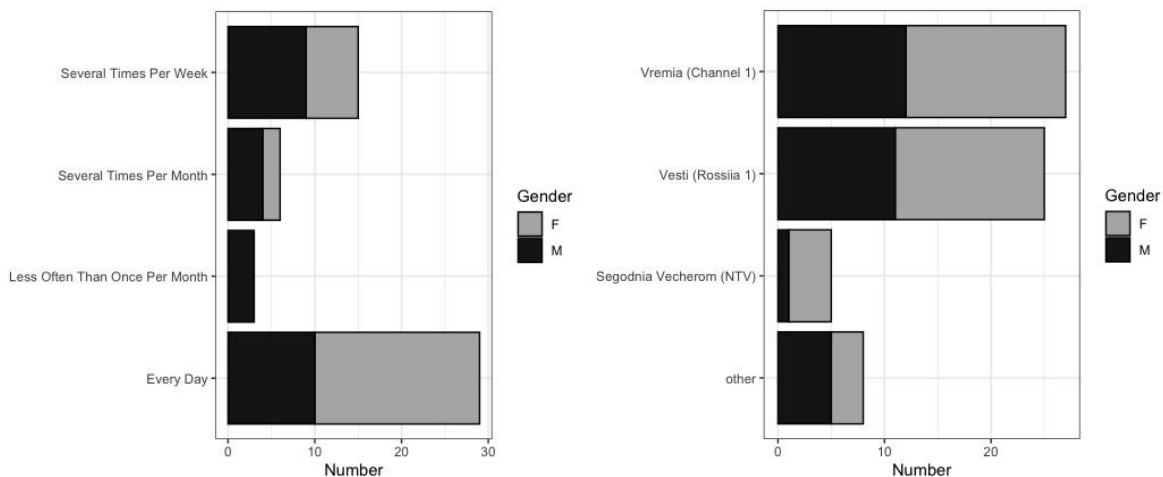 Several Times Per Week
Several Times Per Month
Less Often Than Once Per Month
Every Day
0
10
20
30
Number
Gender
F
M
Vremia (Channel 1)
Vesti (Rossiia 1)
Segodnia Vecherom (NTV)
other
0
10
20
Number
Gender
F
M